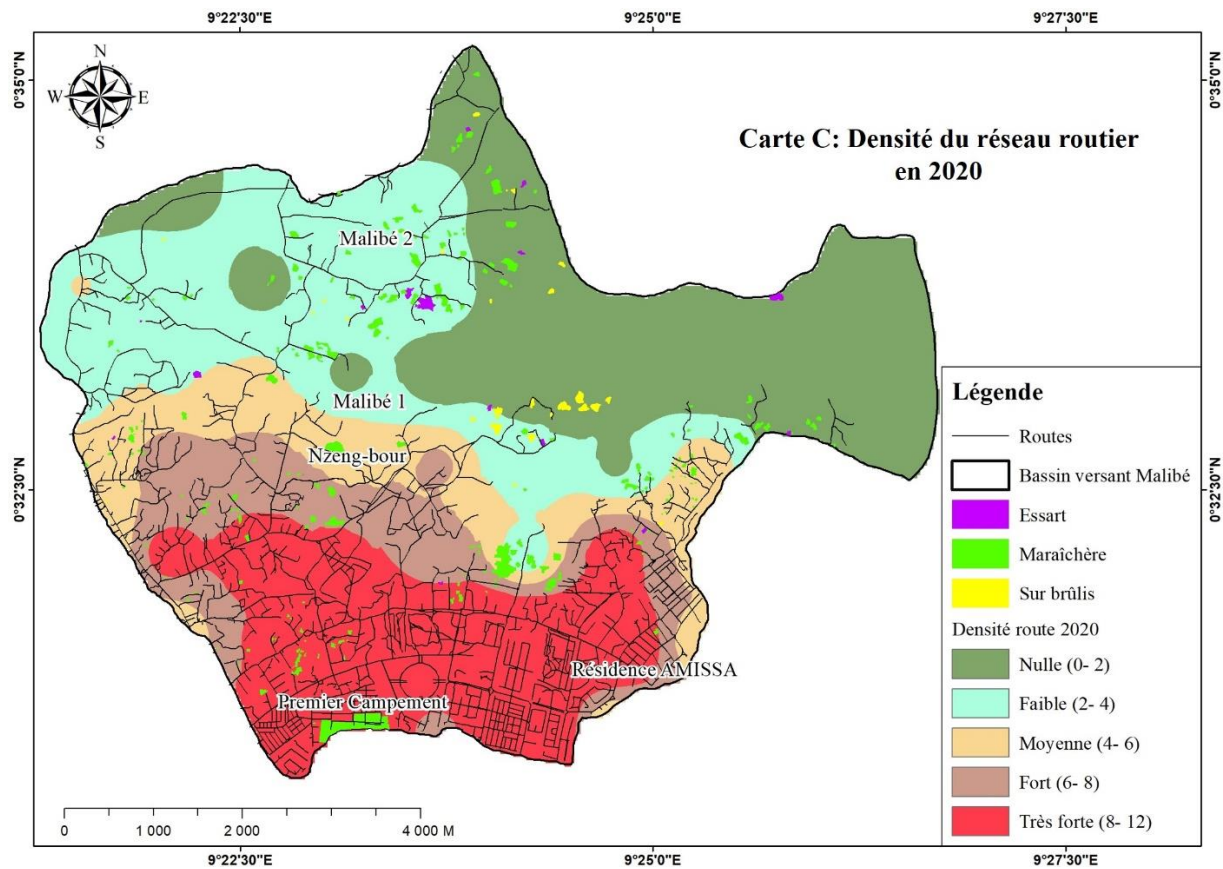 9°22'30"E
9°25'0"E
9°27'30"E
0°35'0"N
0°35'0"N
N
W
E
S
Carte C: Densité du réseau routier
en 2020
Malibé 2
Malibé 1
Nzeng-bour
Résidence AMISSA
Premier Campement
0°32'30"N
0°32'30"N
Légende
Routes
Bassin versant Malibé
Essart
Maraîchère
Sur brûlis
Densité route 2020
Nulle (0- 2)
Faible (2- 4)
Moyenne (4- 6)
Fort (6- 8)
Très forte (8- 12)
0 1 000 2 000 4 000 M
9°22'30"E
9°25'0"E
9°27'30"E